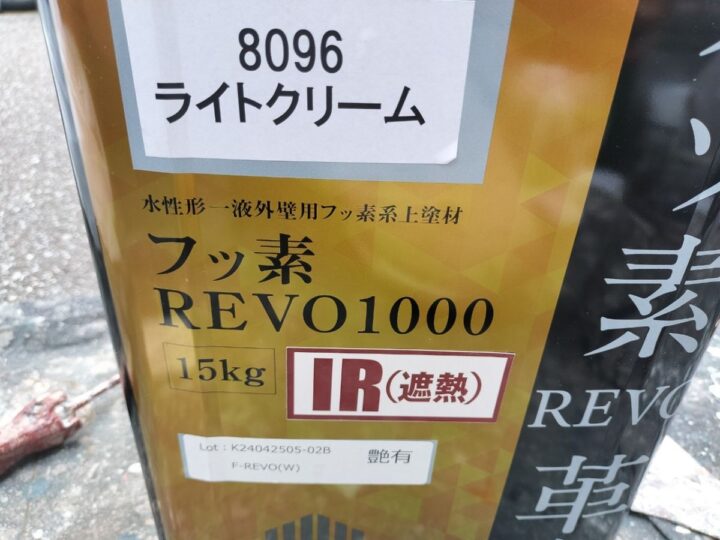 8096
ライトクリーム
水性形一液外壁用フッ素系上塗材
フッ素
REVO1000
15kg
IR(遮熱)
Lot : K24042505-02B
艶有
F-REVO(W)
ッ素
REVO
革